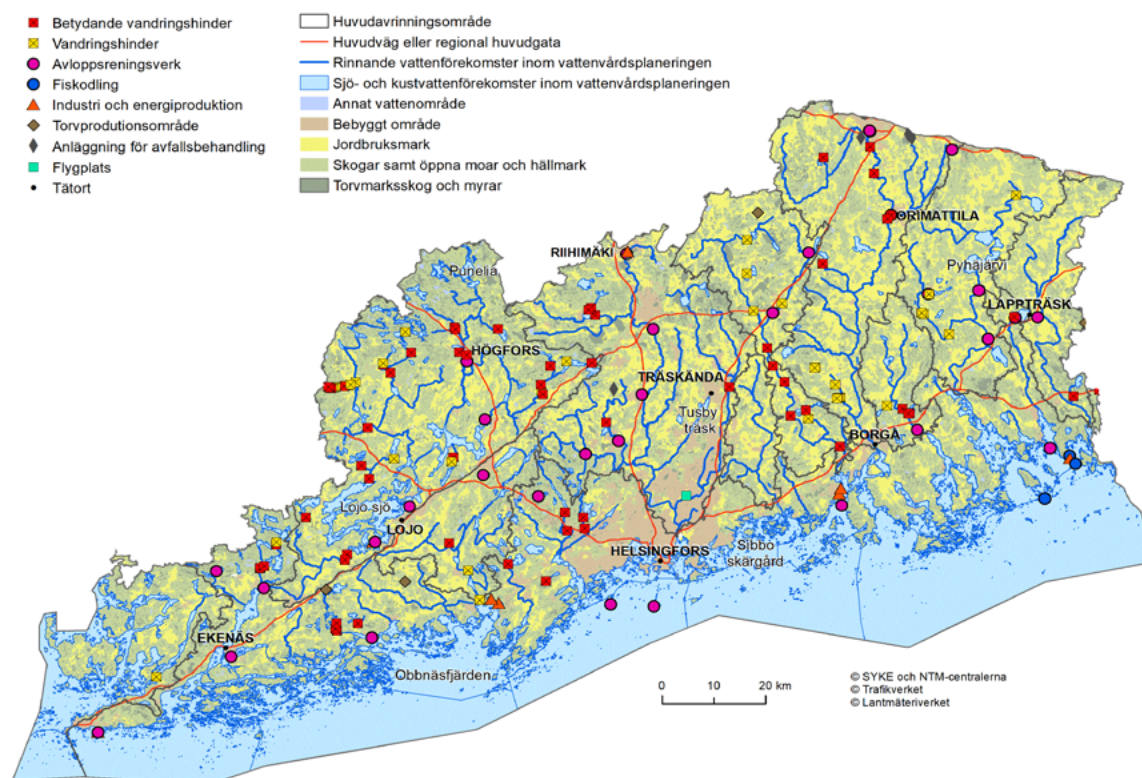 Betydande vandringshinder
Vandringshinder
Avloppsreningsverk
Fiskodling
Industri och energiproduktion
Torvprodutionsområde
Anläggning för avfallsbehandling
Flygplats
Tätort
Huvudavrinningsområde
Huvudväg eller regional huvudgata
Rinnande vattenförekomster inom vattenvårdsplaneringen
Sjö- och kustvattenförekomster inom vattenvårdsplaneringen
Annat vattenområde
Bebyggt område
Jordbruksmark
Skogar samt öppna moar och hällmark
Torvmarksskog och myrar
ORIMATTILA
RIIHIMÄKI
Punelia
Pyhäjärvi
LAPPTRÄSK
HÖGFORS
TRÄSKÄNDA
Tusby
träsk
BORGÅ
Lojo sjö
LOJO
HELSINGFORS
Sibbo
skärgård
EKENÄS
Obbnäsfjärden
0 10 20 km
© SYKE och NTM-centralerna
© Trafikverket
© Lantmäteriverket